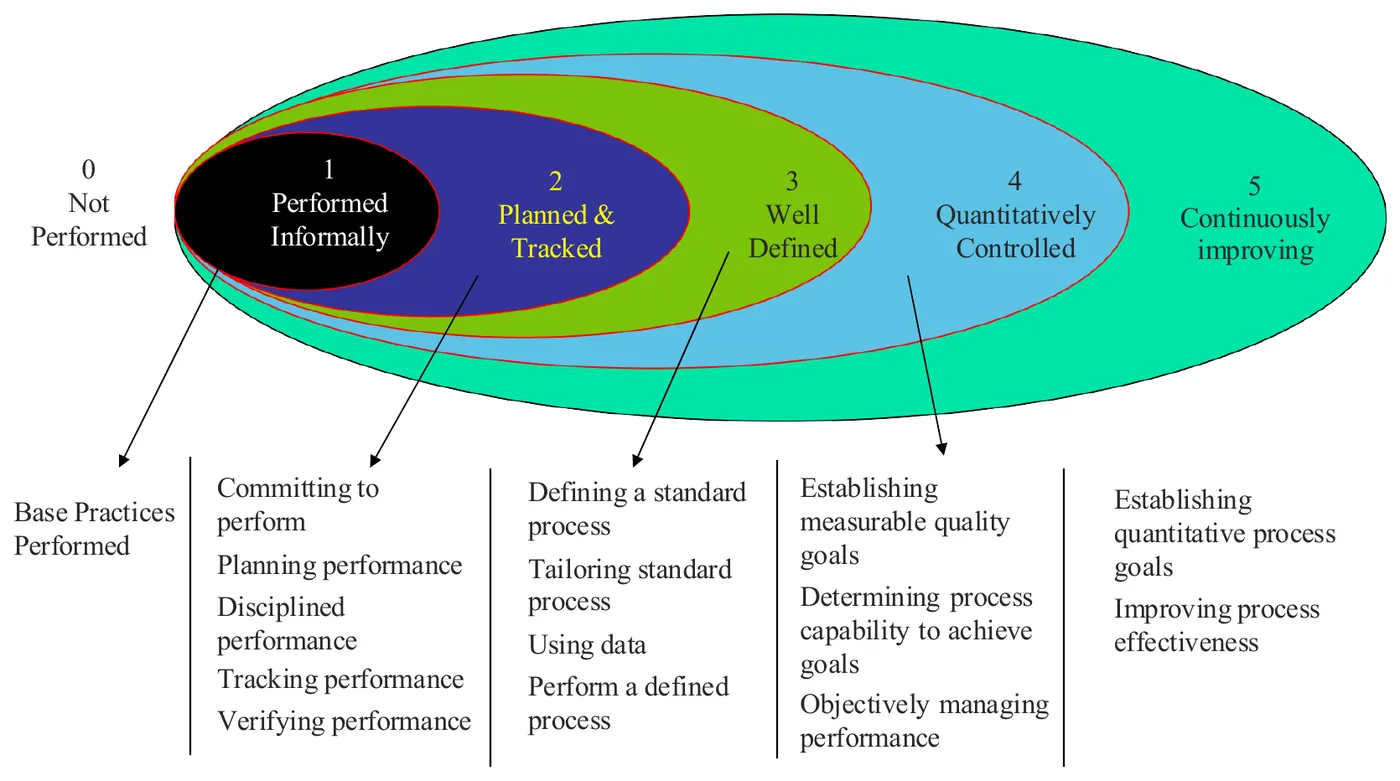 0
Not
Performed
1
Performed
Informally
2
Planned &
Tracked
3
Well
Defined
4
Quantitatively
Controlled
5
Continuously
improving
Base Practices
Performed
Committing to
perform
Planning performance
Disciplined
performance
Tracking performance
Verifying performance
Defining a standard
process
Tailoring standard
process
Using data
Perform a defined
process
Establishing
measurable quality
goals
Determining process
capability to achieve
goals
Objectively managing
performance
Establishing
quantitative process
goals
Improving process
effectiveness